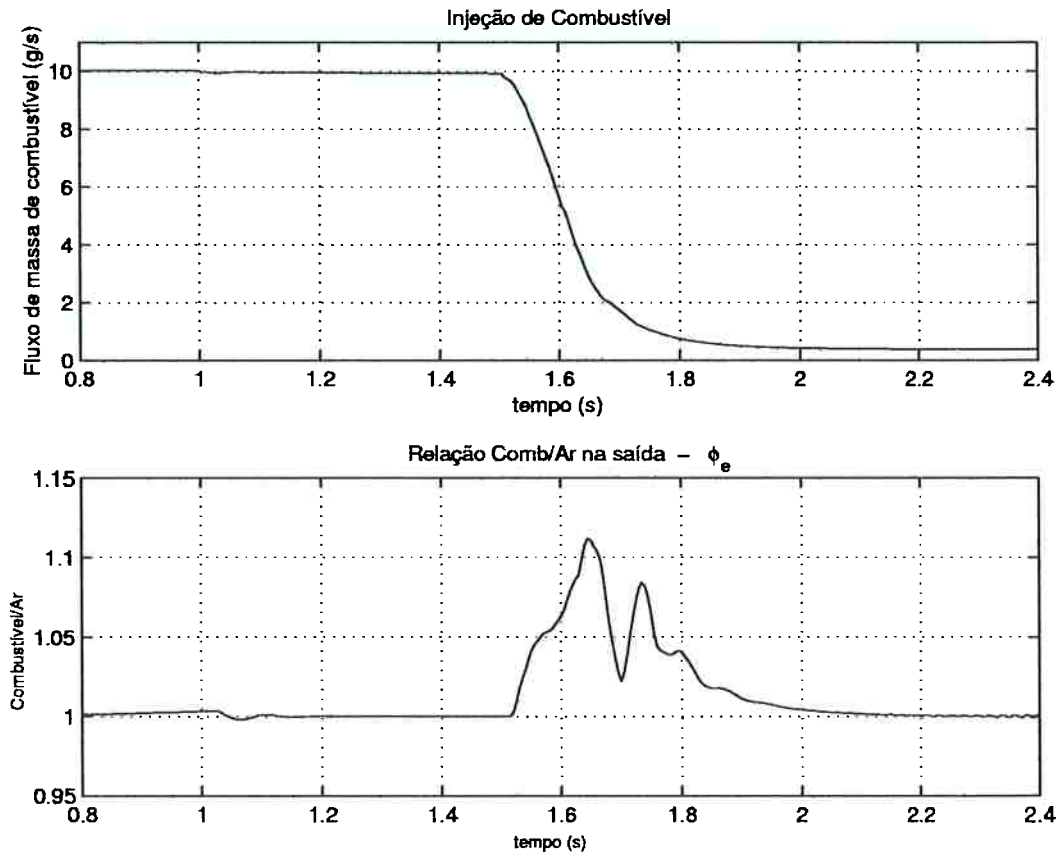 Injeção de Combustível
Fluxo de massa de combustível (g/s)
10
8
6
4
2
0
0.8 1 1.2 1.4 1.6 1.8 2 2.2 2.4
tempo (s)
Relação Comb/Ar na saída - ϕe
Combustível/Ar
1.15
1.1
1.05
1
0.95
0.8 1 1.2 1.4 1.6 1.8 2 2.2 2.4
tempo (s)